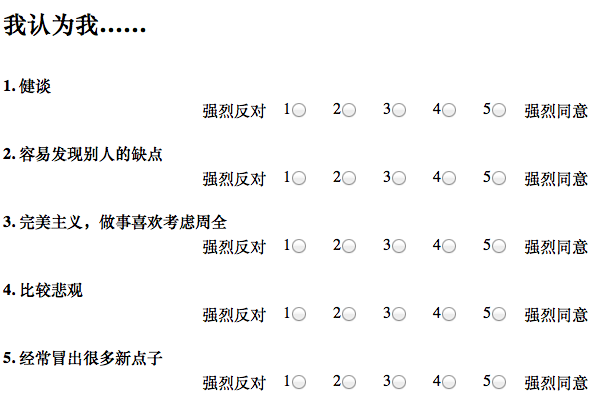 我认为我……
1. 健谈
强烈反对 1 2 3 4 5 强烈同意
2. 容易发现别人的缺点
强烈反对 1 2 3 4 5 强烈同意
3. 完美主义，做事喜欢考虑周全
强烈反对 1 2 3 4 5 强烈同意
4. 比较悲观
强烈反对 1 2 3 4 5 强烈同意
5. 经常冒出很多新点子
强烈反对 1 2 3 4 5 强烈同意